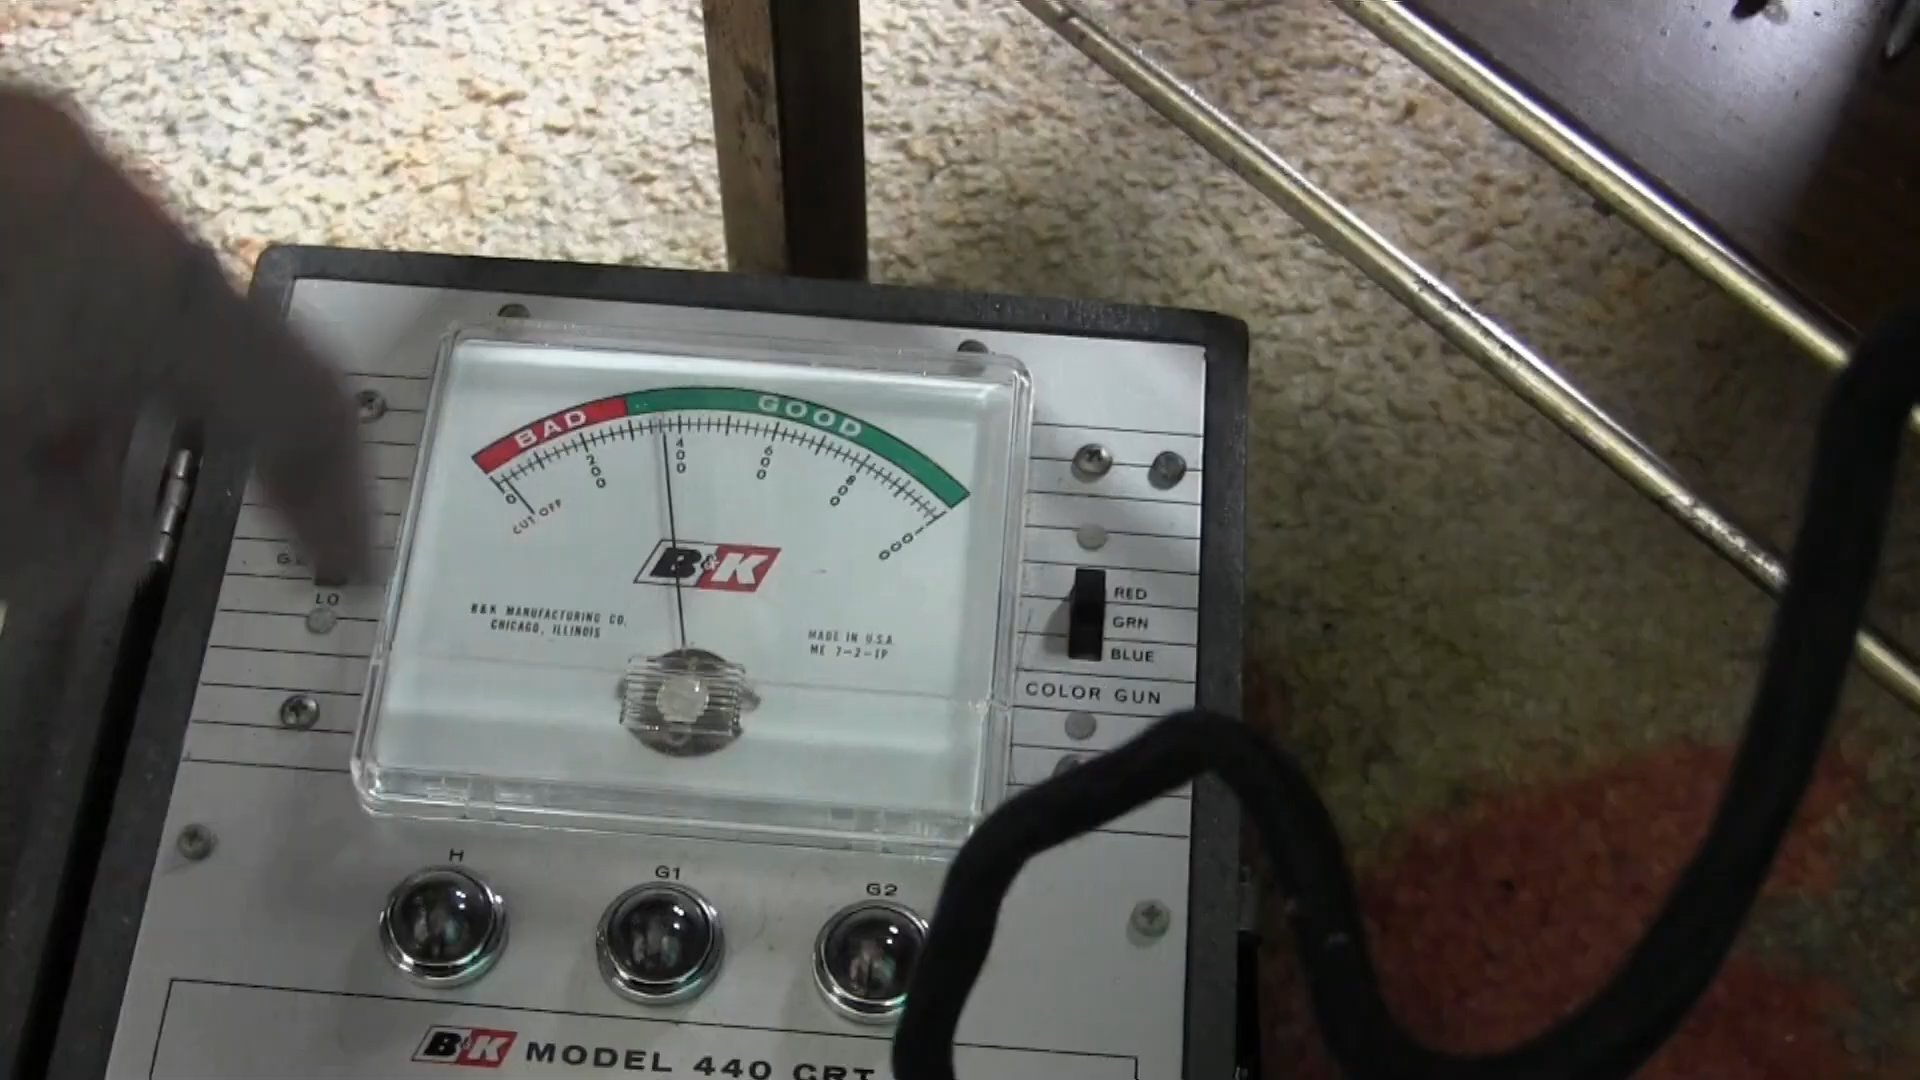 BAD GOOD
0 200 400 600 800 1000
CUT OFF
B&K
B&K MANUFACTURING CO.
CHICAGO, ILLINOIS
MADE IN U.S.A.
ME 7-2-1P
LO
RED
GRN
BLUE
COLOR GUN
H G1 G2
B&K MODEL 440 CRT